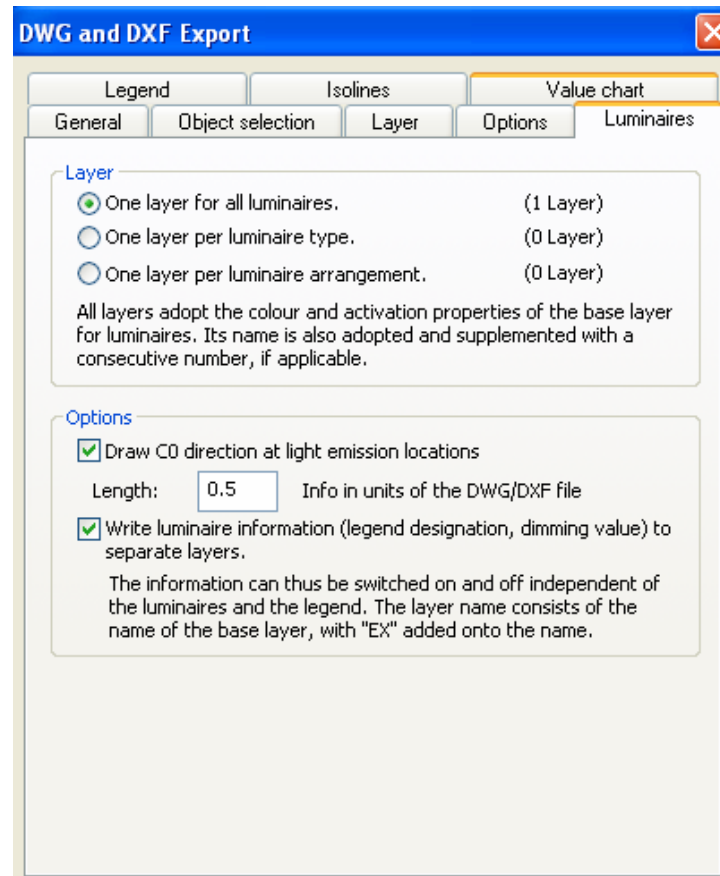 DWG and DXF Export
Legend Isolines Value chart
General Object selection Layer Options Luminaires
Layer
One layer for all luminaires. (1 Layer)
One layer per luminaire type. (0 Layer)
One layer per luminaire arrangement. (0 Layer)
All layers adopt the colour and activation properties of the base layer
for luminaires. Its name is also adopted and supplemented with a
consecutive number, if applicable.
Options
Draw C0 direction at light emission locations
Length: 0.5 Info in units of the DWG/DXF file
Write luminaire information (legend designation, dimming value) to
separate layers.
The information can thus be switched on and off independent of
the luminaires and the legend. The layer name consists of the
name of the base layer, with "EX" added onto the name.